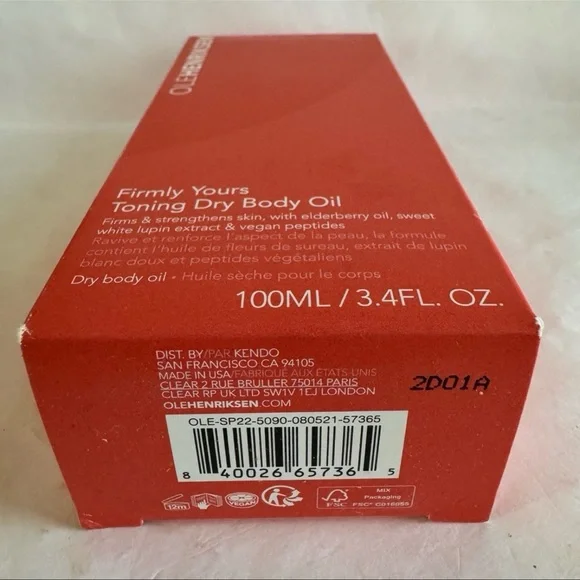 OLEHENRIKSEN
Firmly Yours
Toning Dry Body Oil
Firms & strengthens skin, with elderberry oil, sweet
white lupin extract & vegan peptides
Ravive et renforce l'aspect de la peau, la formule
contient l'huile de fleurs de sureau, extrait de lupin
blanc doux et peptides végétaliens
Dry body oil • Huile sèche pour le corps
100ML / 3.4FL. OZ.
DIST. BY/PAR KENDO
SAN FRANCISCO CA 94105
MADE IN USA/FABRIQUÉ AUX ÉTATS-UNIS
CLEAR 2 RUE BRULLER 75014 PARIS
CLEAR RP UK LTD SW1V 1EJ LONDON
OLEHENRIKSEN.COM
2D01A
OLE-SP22-5090-080521-57365
8 40026 65736 5
12m
VEGAN
FSC
MIX
Packaging